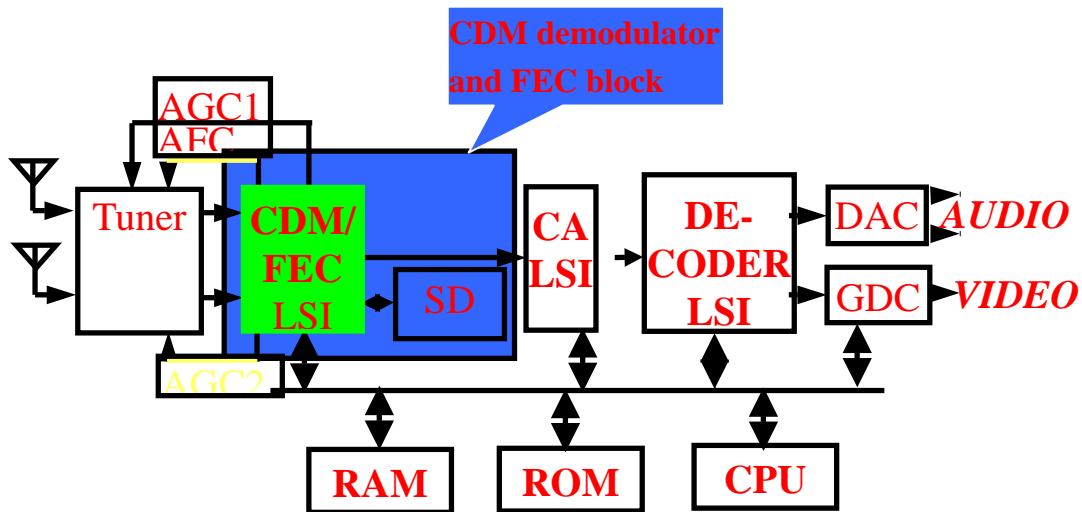 CDM demodulator
and FEC block
AGC1
AFC
Tuner
CDM/
FEC
LSI
SD
CA
LSI
DE-
CODER
LSI
DAC
AUDIO
GDC
VIDEO
AGC2
RAM
ROM
CPU